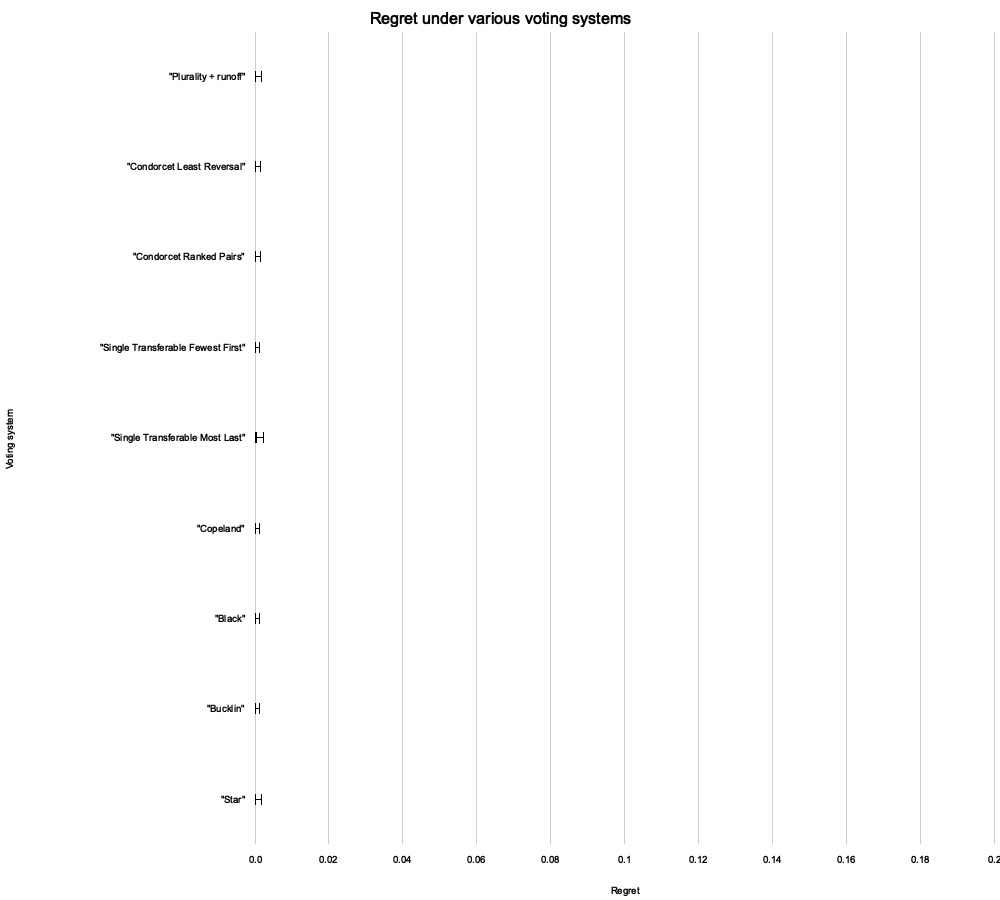 Regret under various voting systems
"Plurality + runoff"
"Condorcet Least Reversal"
"Condorcet Ranked Pairs"
"Single Transferable Fewest First"
"Single Transferable Most Last"
"Copeland"
"Black"
"Bucklin"
"Star"
Voting system
0.0 0.02 0.04 0.06 0.08 0.1 0.12 0.14 0.16 0.18 0.2
Regret